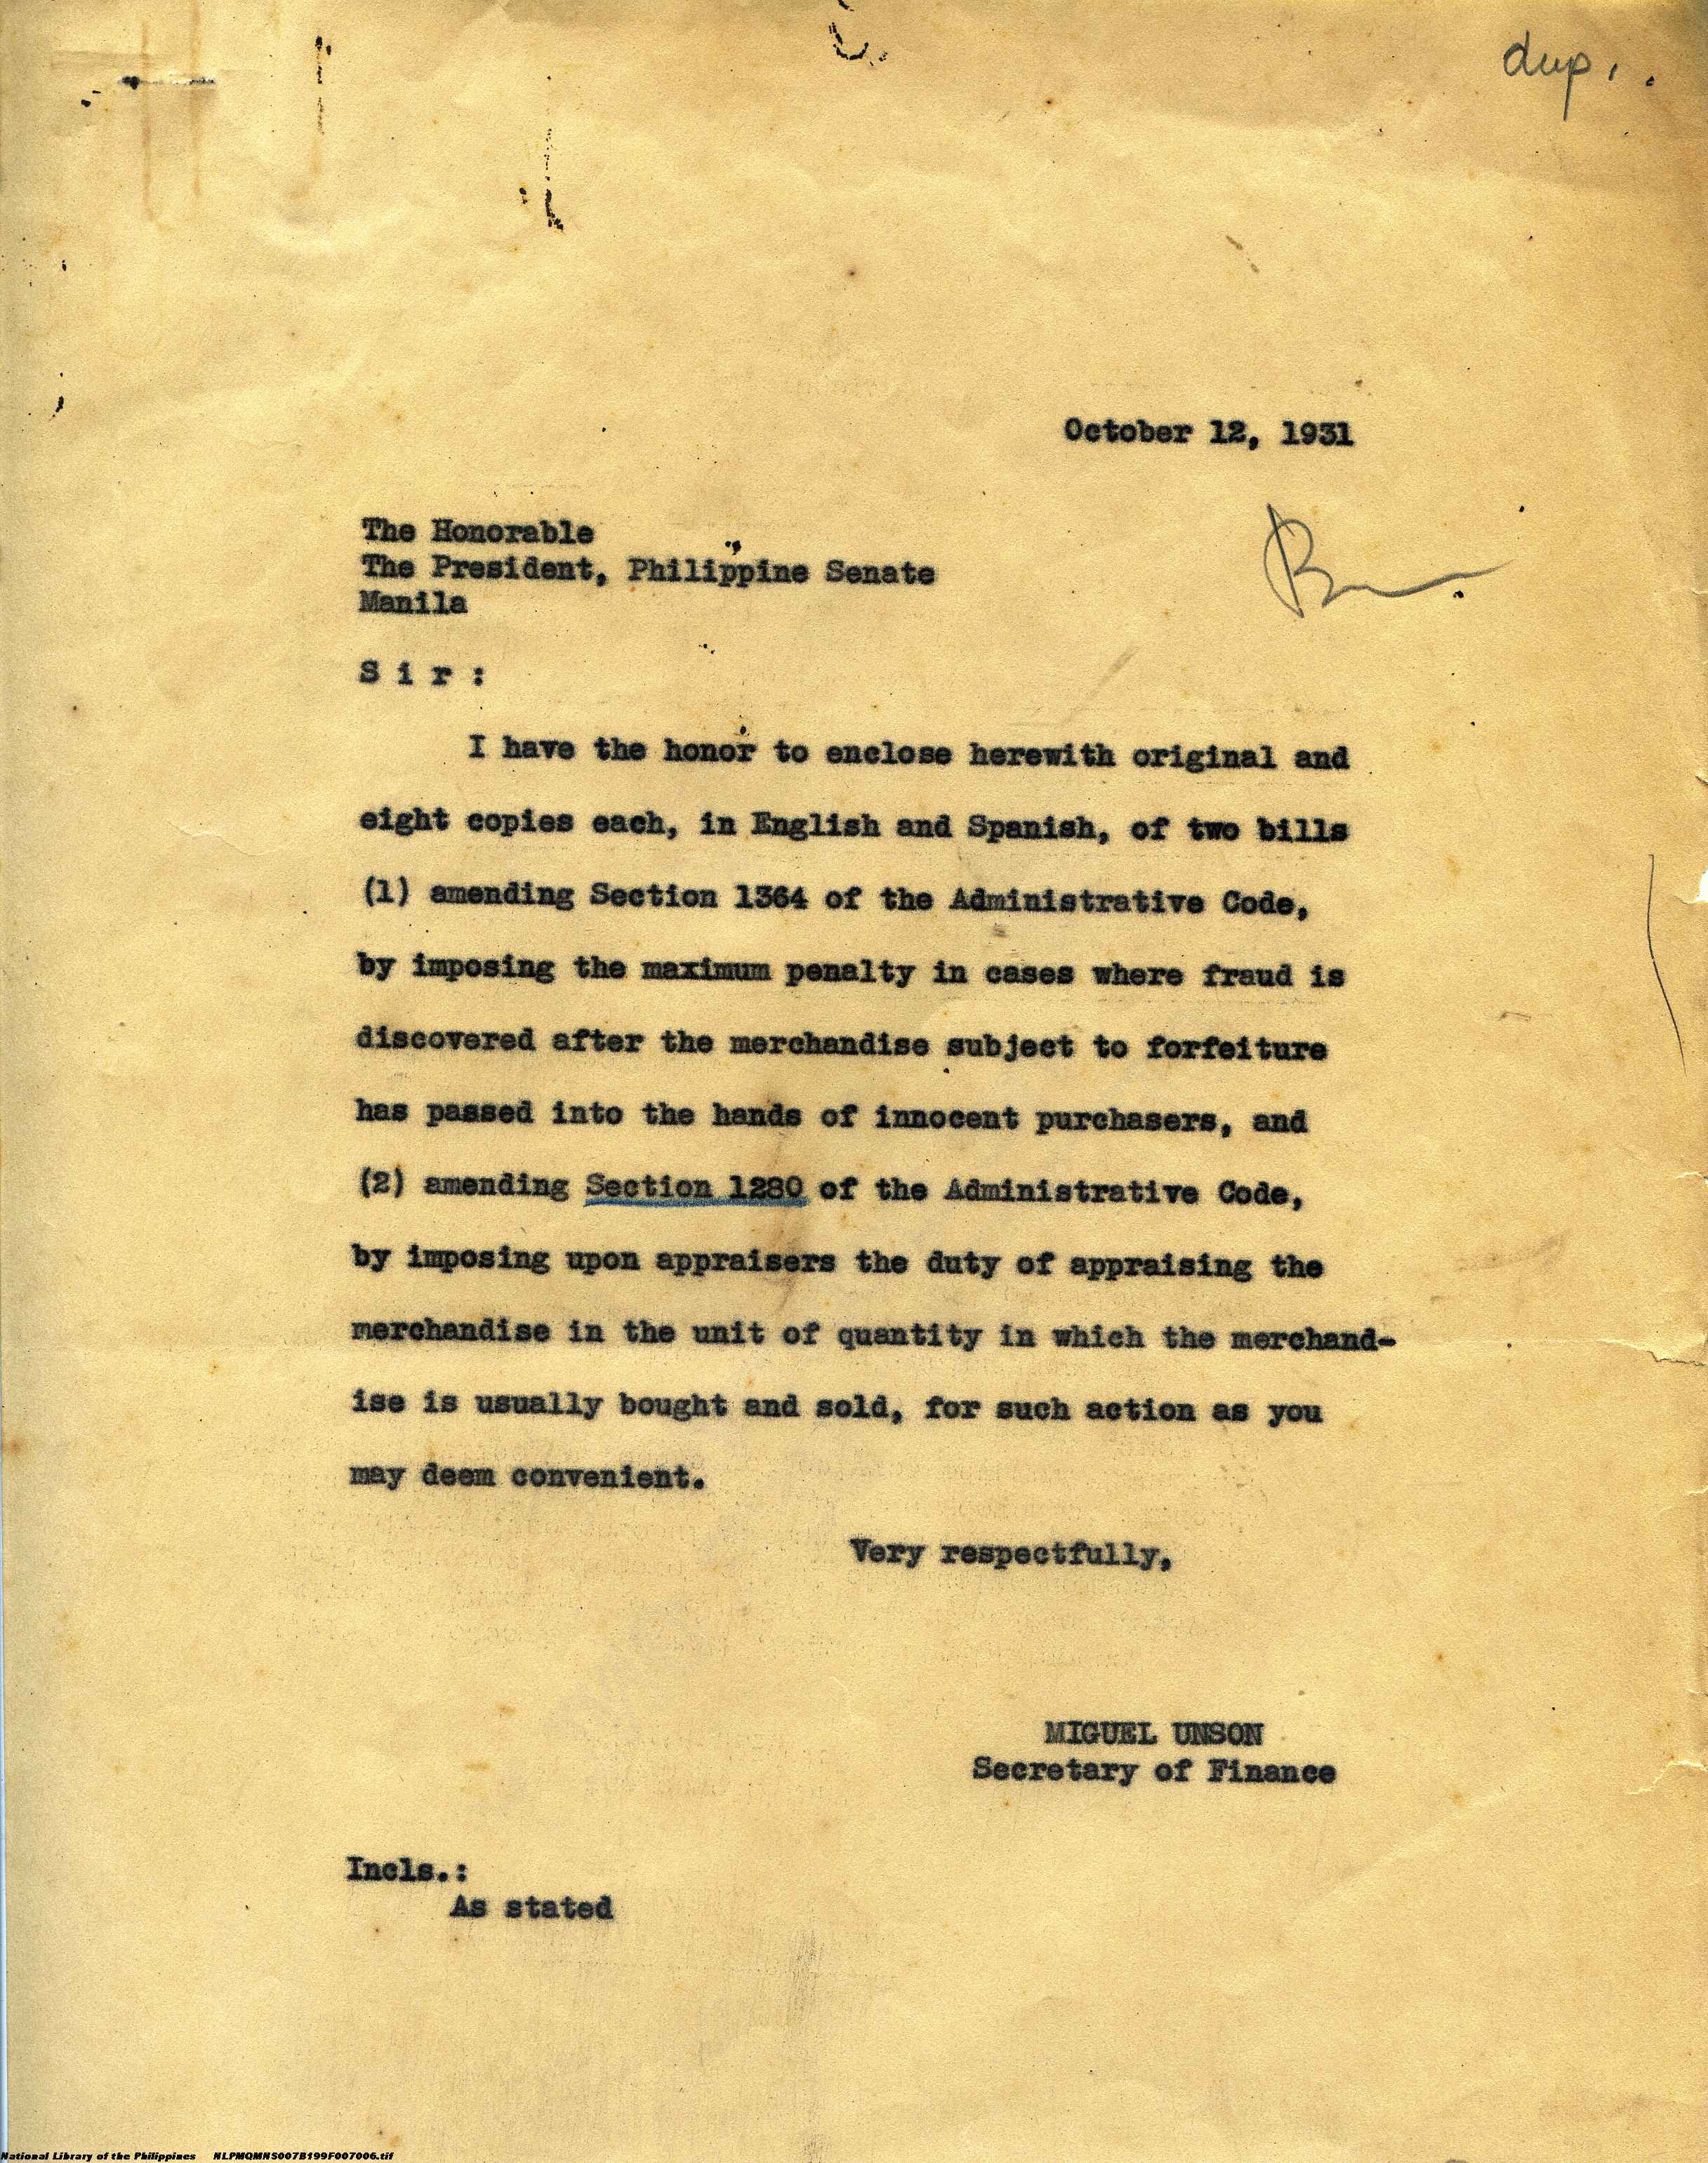 dup.
October 12, 1931
The Honorable
The President, Philippine Senate
Manila
S i r :
I have the honor to enclose herewith original and
eight copies each, in English and Spanish, of two bills
(1) amending Section 1364 of the Administrative Code,
by imposing the maximum penalty in cases where fraud is
discovered after the merchandise subject to forfeiture
has passed into the hands of innocent purchasers, and
(2) amending Section 1280 of the Administrative Code,
by imposing upon appraisers the duty of appraising the
merchandise in the unit of quantity in which the merchand-
ise is usually bought and sold, for such action as you
may deem convenient.
Very respectfully,
MIGUEL UNSON
Secretary of Finance
Incls.:
As stated
National Library of the Philippines NLPMQMNS007B199F007006.tif